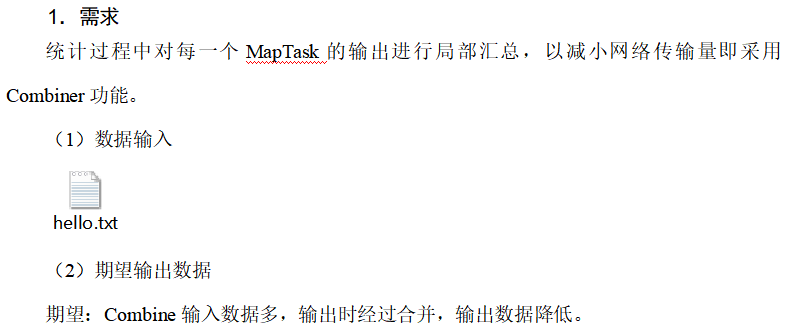 1. 需求
统计过程中对每一个 MapTask 的输出进行局部汇总，以减小网络传输量即采用
Combiner 功能。
（1）数据输入
hello.txt
（2）期望输出数据
期望：Combine 输入数据多，输出时经过合并，输出数据降低。